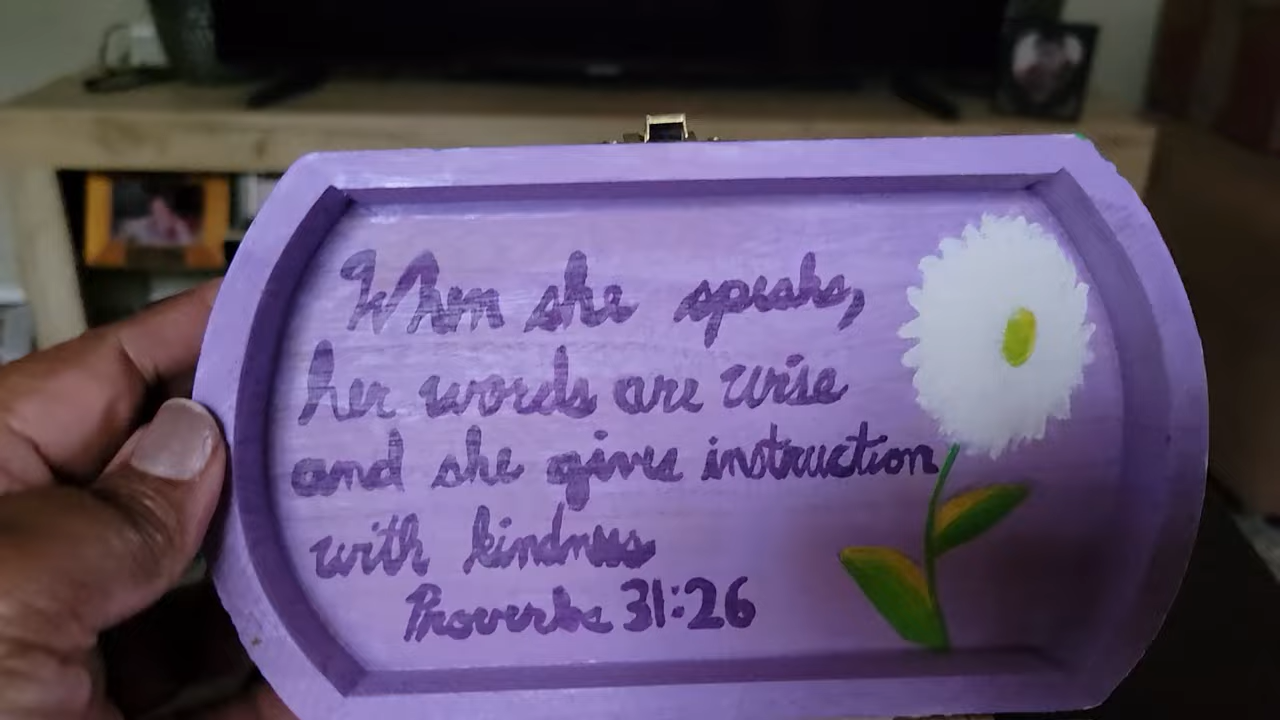 When she speaks,
her words are wise
and she gives instruction
with kindness
Proverbs 31:26